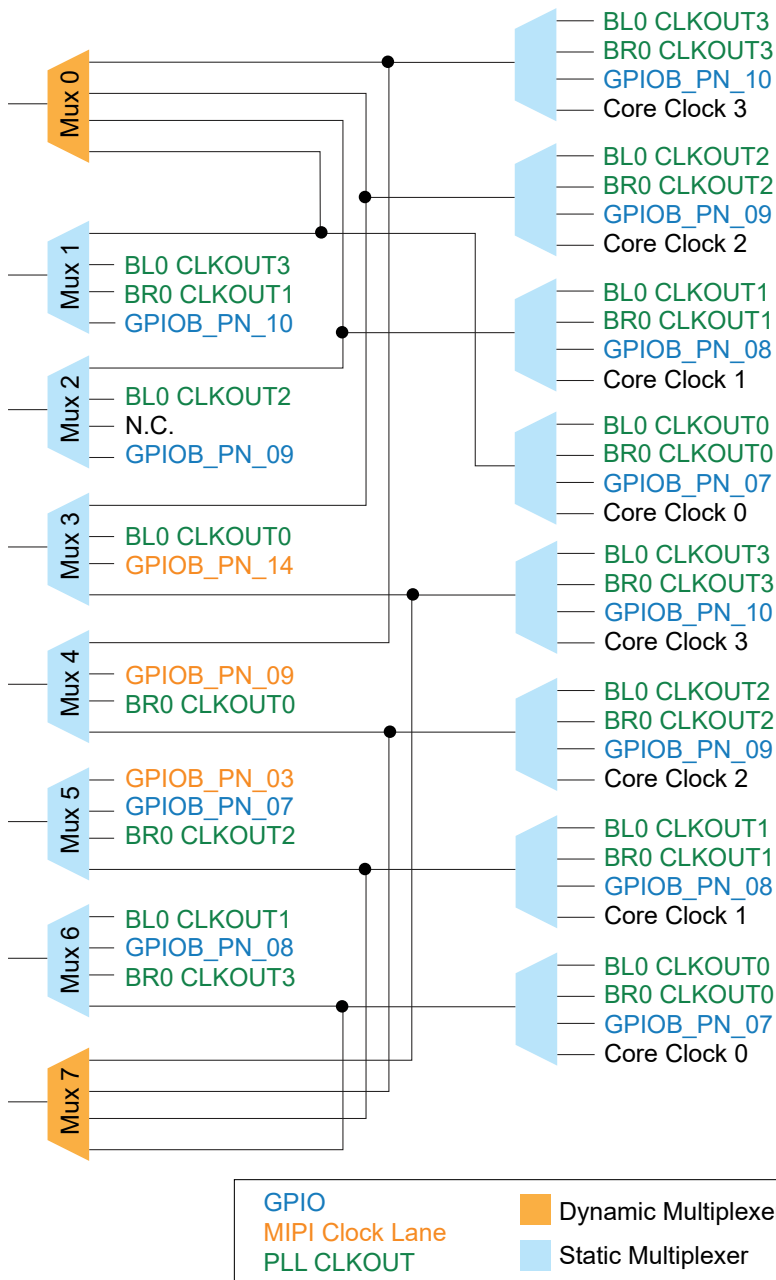 Mux 0
BL0 CLKOUT3
BR0 CLKOUT3
GPIOB_PN_10
Core Clock 3
BL0 CLKOUT2
BR0 CLKOUT2
GPIOB_PN_09
Core Clock 2
Mux 1
BL0 CLKOUT3
BR0 CLKOUT1
GPIOB_PN_10
BL0 CLKOUT1
BR0 CLKOUT1
GPIOB_PN_08
Core Clock 1
Mux 2
BL0 CLKOUT2
N.C.
GPIOB_PN_09
BL0 CLKOUT0
BR0 CLKOUT0
GPIOB_PN_07
Core Clock 0
Mux 3
BL0 CLKOUT0
GPIOB_PN_14
BL0 CLKOUT3
BR0 CLKOUT3
GPIOB_PN_10
Core Clock 3
Mux 4
GPIOB_PN_09
BR0 CLKOUT0
BL0 CLKOUT2
BR0 CLKOUT2
GPIOB_PN_09
Core Clock 2
Mux 5
GPIOB_PN_03
GPIOB_PN_07
BR0 CLKOUT2
BL0 CLKOUT1
BR0 CLKOUT1
GPIOB_PN_08
Core Clock 1
Mux 6
BL0 CLKOUT1
GPIOB_PN_08
BR0 CLKOUT3
BL0 CLKOUT0
BR0 CLKOUT0
GPIOB_PN_07
Core Clock 0
Mux 7
GPIO
MIPI Clock Lane
PLL CLKOUT
Dynamic Multiplexe
Static Multiplexer